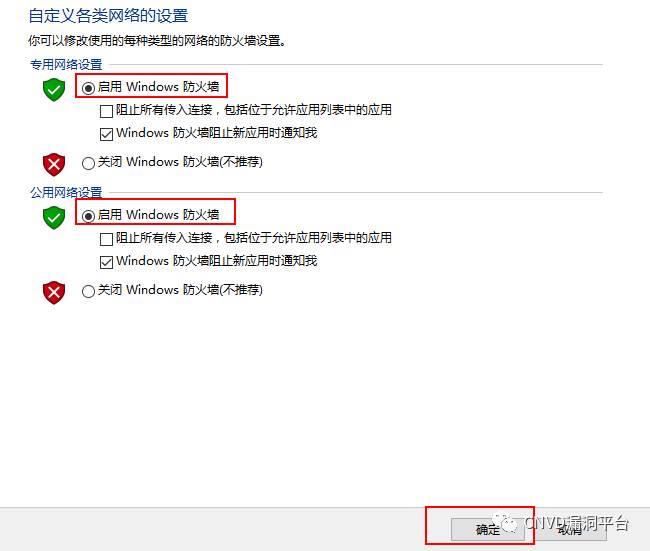 自定义各类网络的设置
你可以修改使用的每种类型的网络的防火墙设置。
专用网络设置
启用 Windows 防火墙
阻止所有传入连接，包括位于允许应用列表中的应用
Windows 防火墙阻止新应用时通知我
关闭 Windows 防火墙(不推荐)
公用网络设置
启用 Windows 防火墙
阻止所有传入连接，包括位于允许应用列表中的应用
Windows 防火墙阻止新应用时通知我
关闭 Windows 防火墙(不推荐)
确定 取消
CNVD漏洞平台